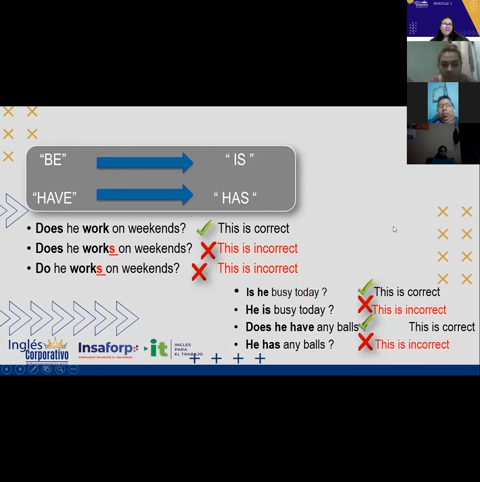 MODULE 1
"BE" " IS "
"HAVE" " HAS "
• Does he work on weekends? This is correct
• Does he works on weekends? This is incorrect
• Do he works on weekends? This is incorrect
• Is he busy today ? This is correct
• He is busy today ? This is incorrect
• Does he have any balls This is correct
• He has any balls ? This is incorrect
Inglés Corporativo
Insaforp
it INGLÉS PARA EL TRABAJO